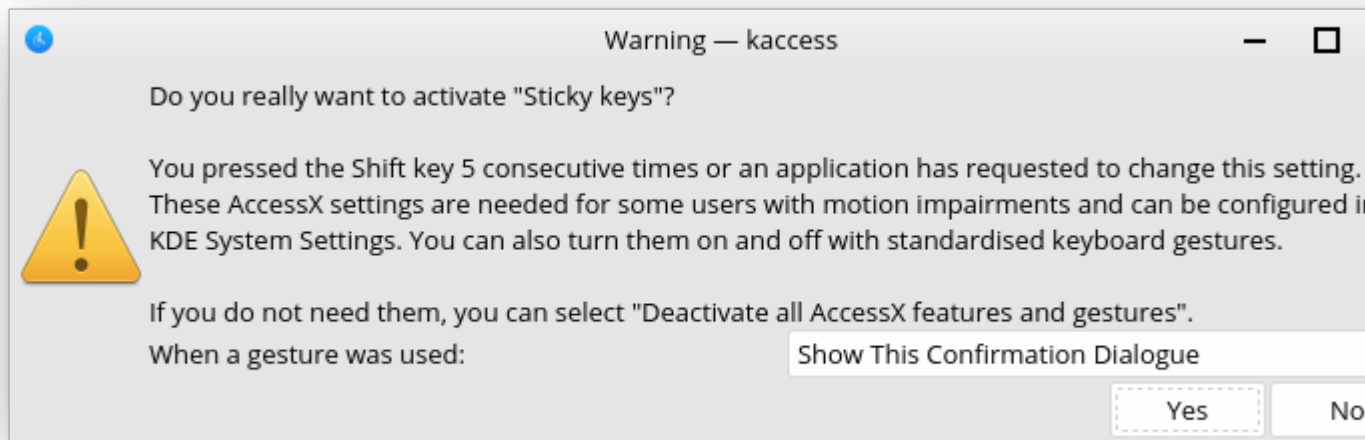 Warning — kaccess
Do you really want to activate "Sticky keys"?
You pressed the Shift key 5 consecutive times or an application has requested to change this setting.
These AccessX settings are needed for some users with motion impairments and can be configured
KDE System Settings. You can also turn them on and off with standardised keyboard gestures.
If you do not need them, you can select "Deactivate all AccessX features and gestures".
When a gesture was used: Show This Confirmation Dialogue
Yes No